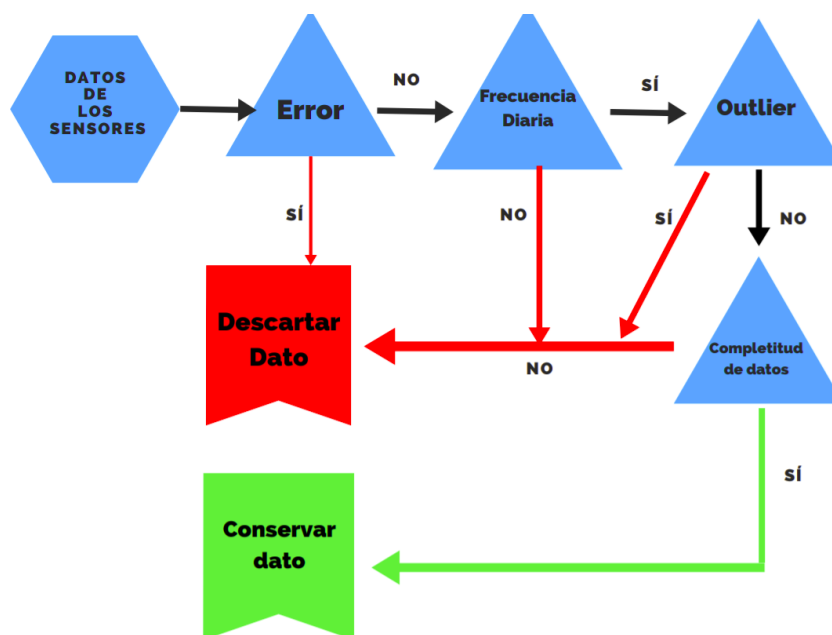 DATOS
DE
LOS
SENSORES
Error
NO
Frecuencia
Diaria
SÍ
Outlier
SÍ
NO
SÍ
NO
Descartar
Dato
NO
Completitud
de datos
SÍ
Conservar
dato